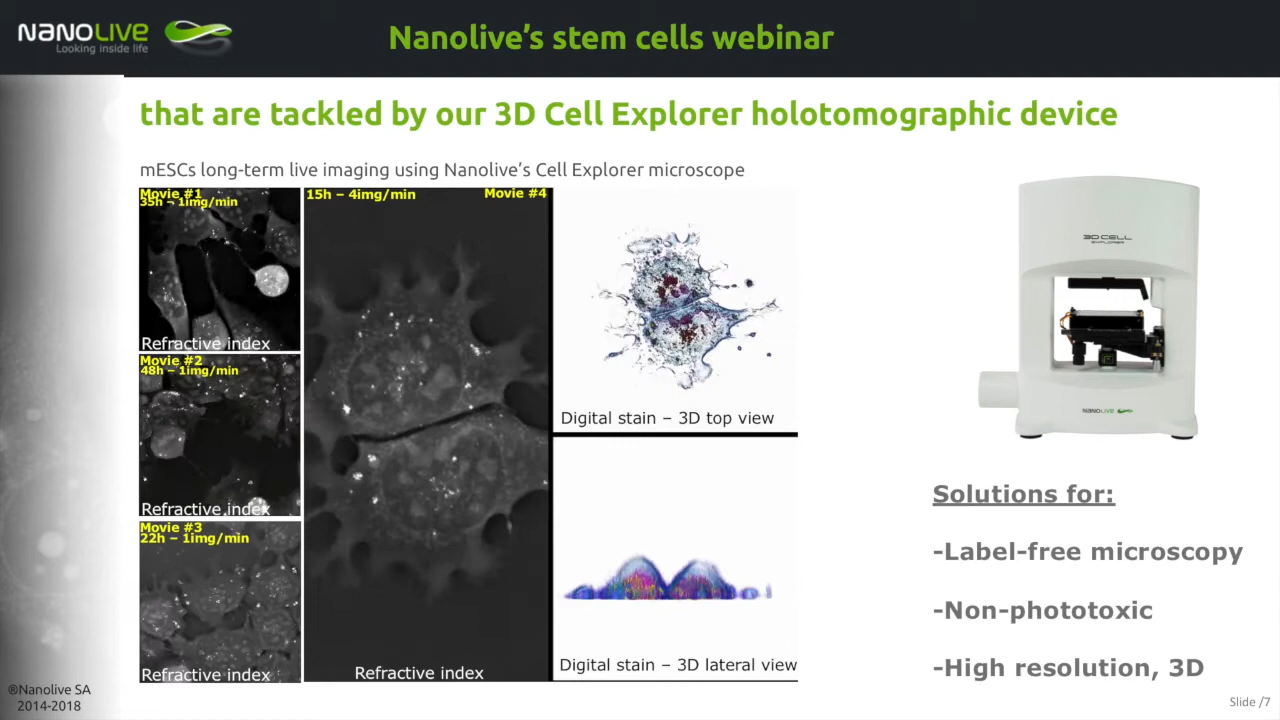 NANOLIVE
Looking inside life
Nanolive's stem cells webinar
that are tackled by our 3D Cell Explorer holotomographic device
mESCs long-term live imaging using Nanolive's Cell Explorer microscope
Movie #1
35h – 1img/min
Refractive index
Movie #2
48h – 1img/min
Refractive index
Movie #3
22h – 1img/min
Refractive index
15h – 4img/min
Movie #4
Refractive index
Digital stain – 3D top view
Digital stain – 3D lateral view
3D CELL
EXPLORER
NANOLIVE
Solutions for:
-Label-free microscopy
-Non-phototoxic
-High resolution, 3D
®Nanolive SA
2014-2018
Slide /7